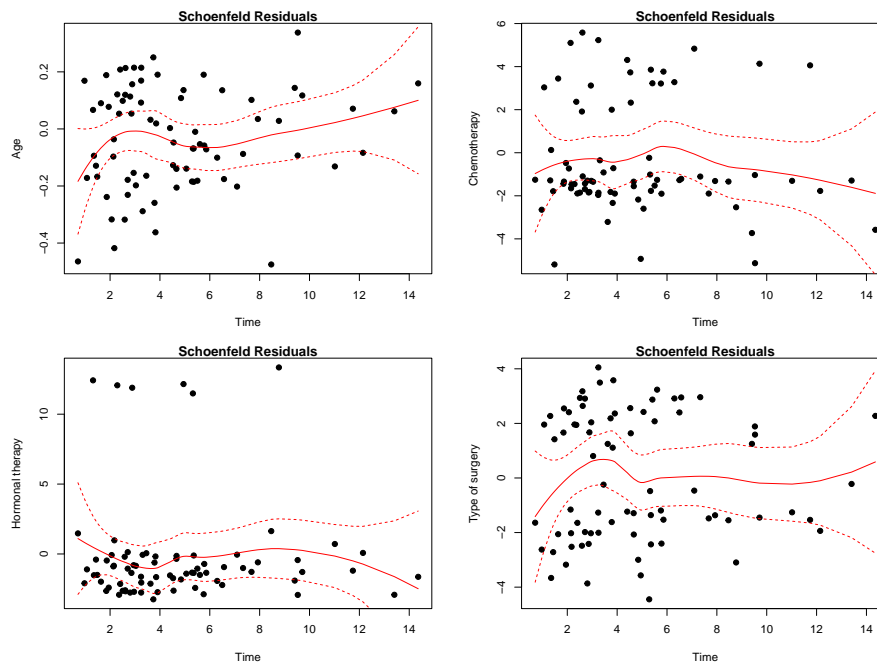 Schoenfeld Residuals
Age
0.2
0.0
−0.2
−0.4
2 4 6 8 10 12 14
Time
Schoenfeld Residuals
Chemotherapy
6
4
2
0
−2
−4
2 4 6 8 10 12 14
Time
Schoenfeld Residuals
Hormonal therapy
10
5
0
2 4 6 8 10 12 14
Time
Schoenfeld Residuals
Type of surgery
4
2
0
−2
−4
2 4 6 8 10 12 14
Time